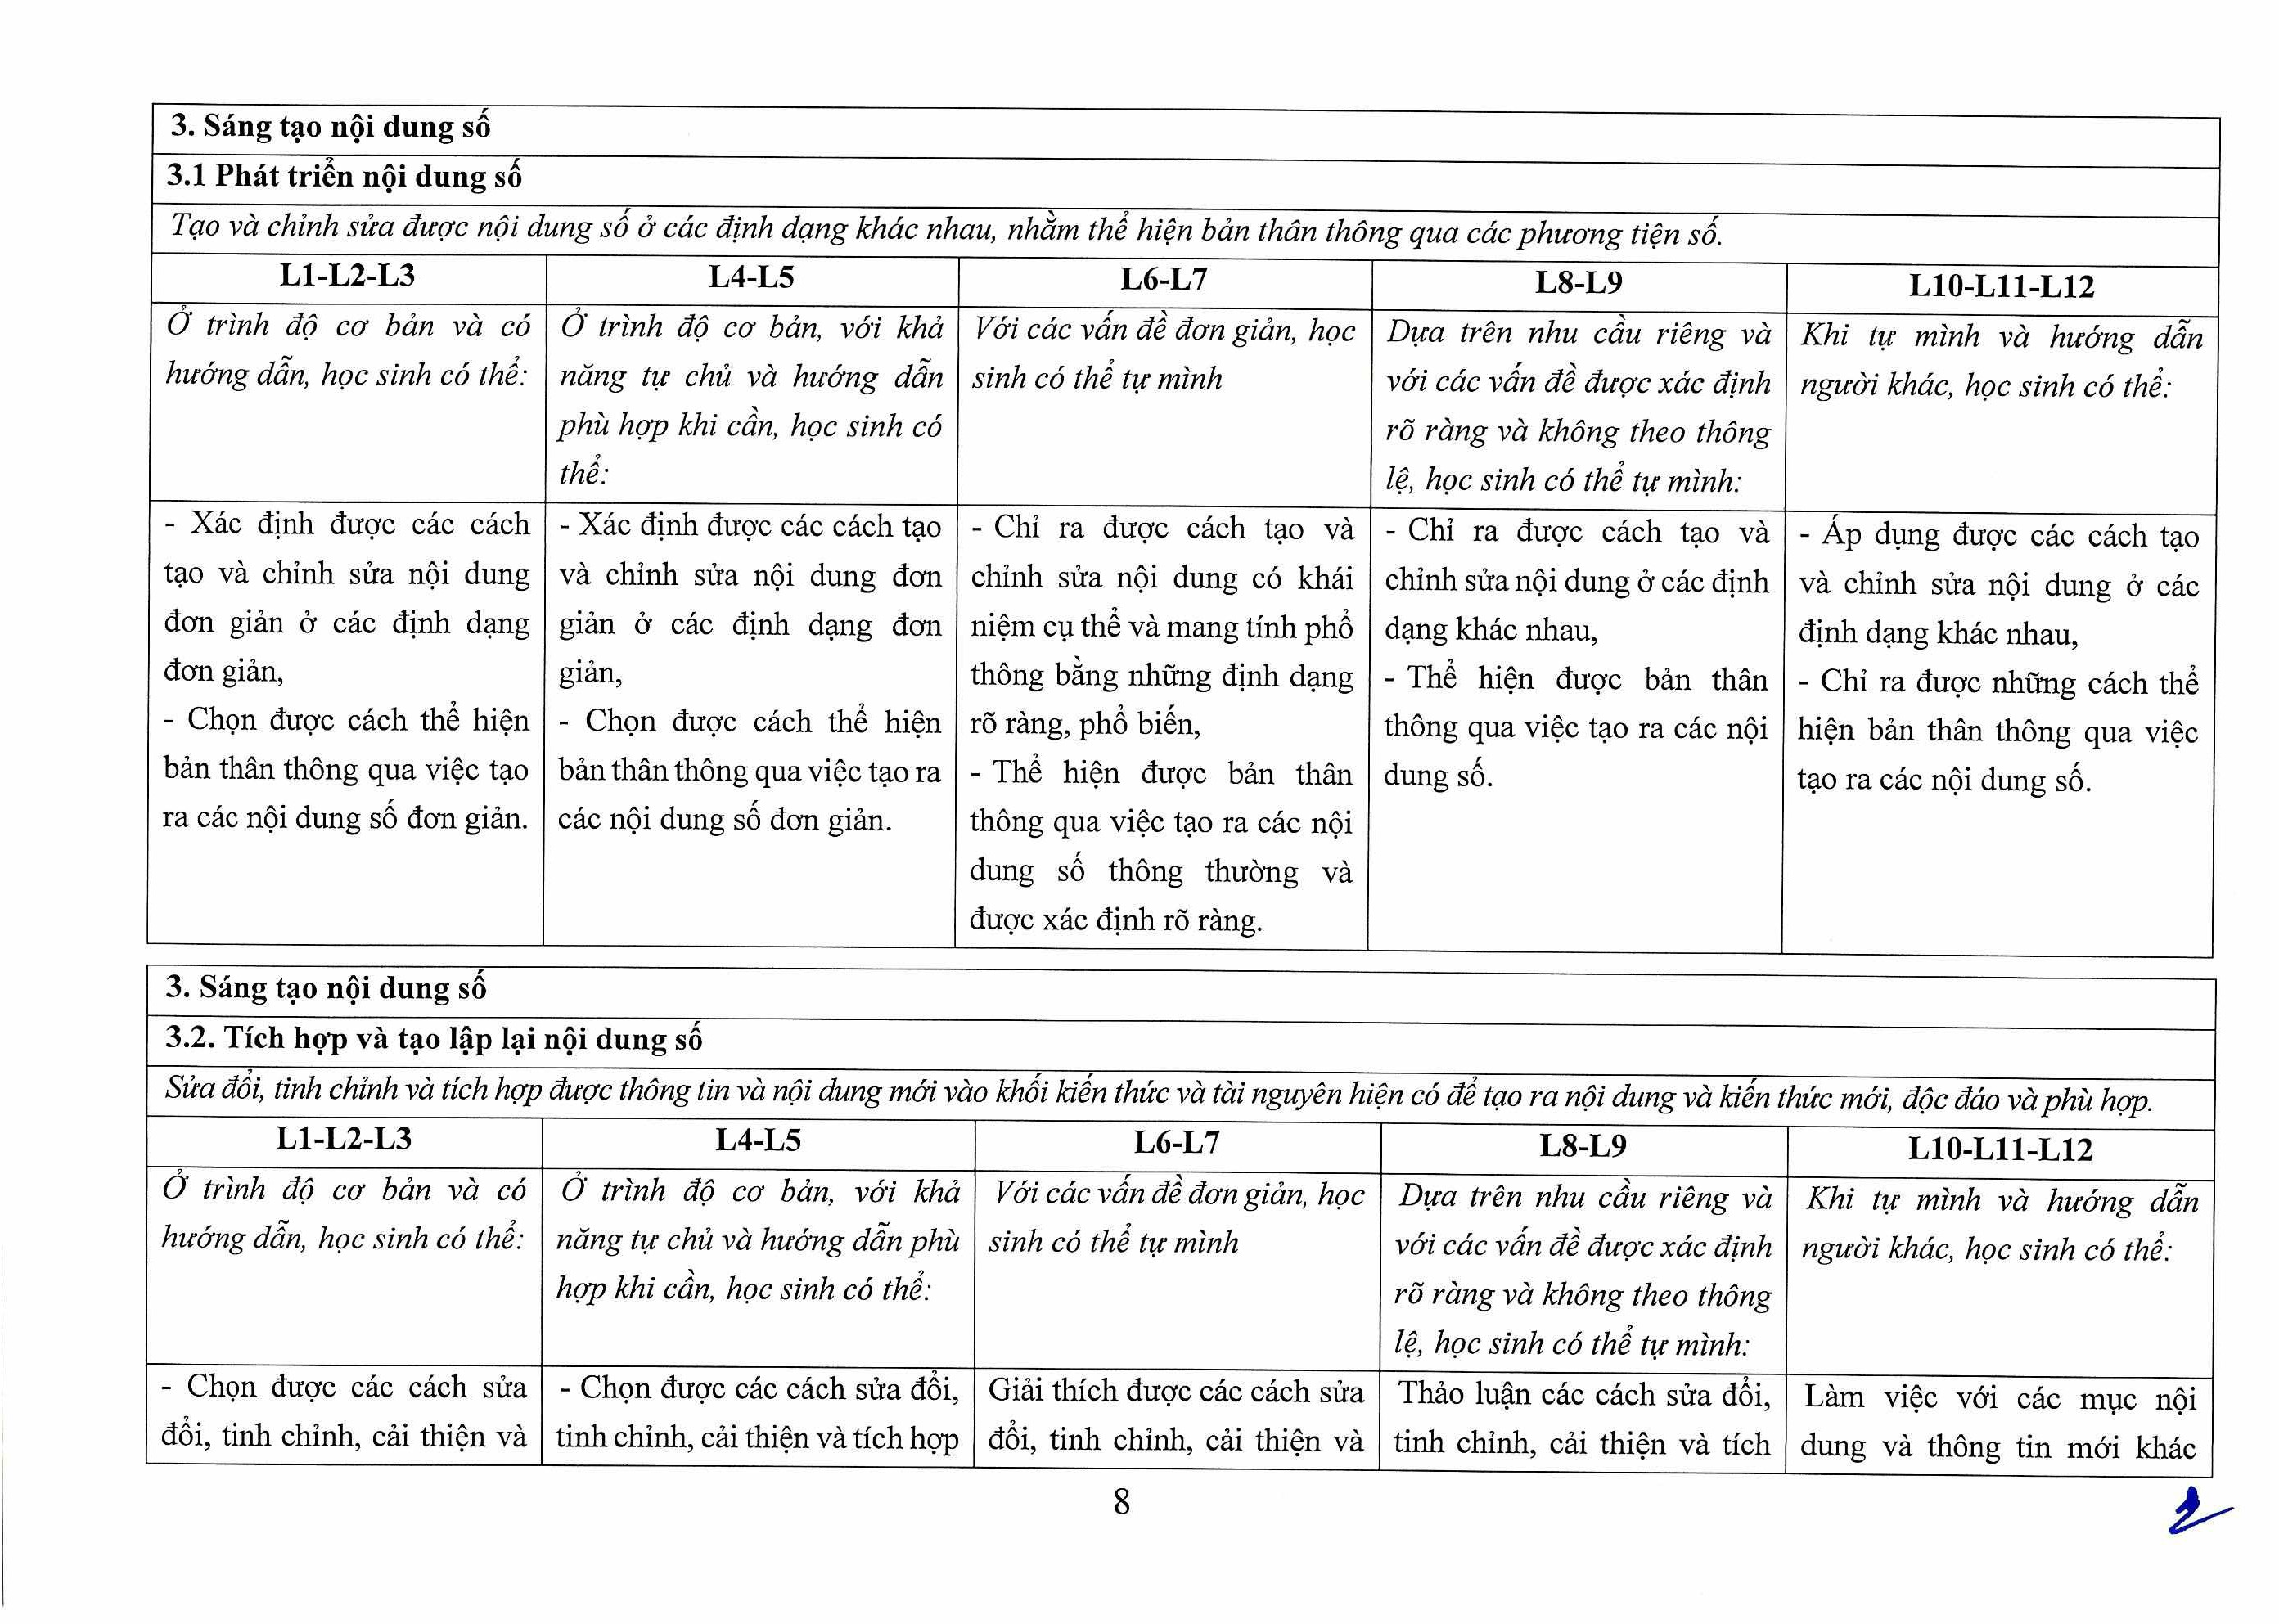 3. Sáng tạo nội dung số
3.1 Phát triển nội dung số
Tạo và chỉnh sửa được nội dung số ở các định dạng khác nhau, nhằm thể hiện bản thân thông qua các phương tiện số.
L1-L2-L3
L4-L5
L6-L7
L8-L9
L10-L11-L12
Ở trình độ cơ bản và có
hướng dẫn, học sinh có thể:
Ở trình độ cơ bản, với khả
năng tự chủ và hướng dẫn
phù hợp khi cần, học sinh có
thể:
Với các vấn đề đơn giản, học
sinh có thể tự mình
Dựa trên nhu cầu riêng và
với các vấn đề được xác định
rõ ràng và không theo thông
lệ, học sinh có thể tự mình:
Khi tự mình và hướng dẫn
người khác, học sinh có thể:
- Xác định được các cách
tạo và chỉnh sửa nội dung
đơn giản ở các định dạng
đơn giản,
- Chọn được cách thể hiện
bản thân thông qua việc tạo
ra các nội dung số đơn giản.
- Xác định được các cách tạo
và chỉnh sửa nội dung đơn
giản ở các định dạng đơn
giản,
- Chọn được cách thể hiện
bản thân thông qua việc tạo ra
các nội dung số đơn giản.
- Chỉ ra được cách tạo và
chỉnh sửa nội dung có khái
niệm cụ thể và mang tính phổ
thông bằng những định dạng
rõ ràng, phổ biến,
- Thể hiện được bản thân
thông qua việc tạo ra các nội
dung số thông thường và
được xác định rõ ràng.
- Chỉ ra được cách tạo và
chỉnh sửa nội dung ở các định
dạng khác nhau,
- Thể hiện được bản thân
thông qua việc tạo ra các nội
dung số.
- Áp dụng được các cách tạo
và chỉnh sửa nội dung ở các
định dạng khác nhau,
- Chỉ ra được những cách thể
hiện bản thân thông qua việc
tạo ra các nội dung số.
3. Sáng tạo nội dung số
3.2. Tích hợp và tạo lập lại nội dung số
Sửa đổi, tinh chỉnh và tích hợp được thông tin và nội dung mới vào khối kiến thức và tài nguyên hiện có để tạo ra nội dung và kiến thức mới, độc đáo và phù hợp.
L1-L2-L3
L4-L5
L6-L7
L8-L9
L10-L11-L12
Ở trình độ cơ bản và có
hướng dẫn, học sinh có thể:
Ở trình độ cơ bản, với khả
năng tự chủ và hướng dẫn phù
hợp khi cần, học sinh có thể:
Với các vấn đề đơn giản, học
sinh có thể tự mình
Dựa trên nhu cầu riêng và
với các vấn đề được xác định
rõ ràng và không theo thông
lệ, học sinh có thể tự mình:
Khi tự mình và hướng dẫn
người khác, học sinh có thể:
- Chọn được các cách sửa
đổi, tinh chỉnh, cải thiện và
- Chọn được các cách sửa đổi,
tinh chỉnh, cải thiện và tích hợp
Giải thích được các cách sửa
đổi, tinh chỉnh, cải thiện và
Thảo luận các cách sửa đổi,
tinh chỉnh, cải thiện và tích
Làm việc với các mục nội
dung và thông tin mới khác
8